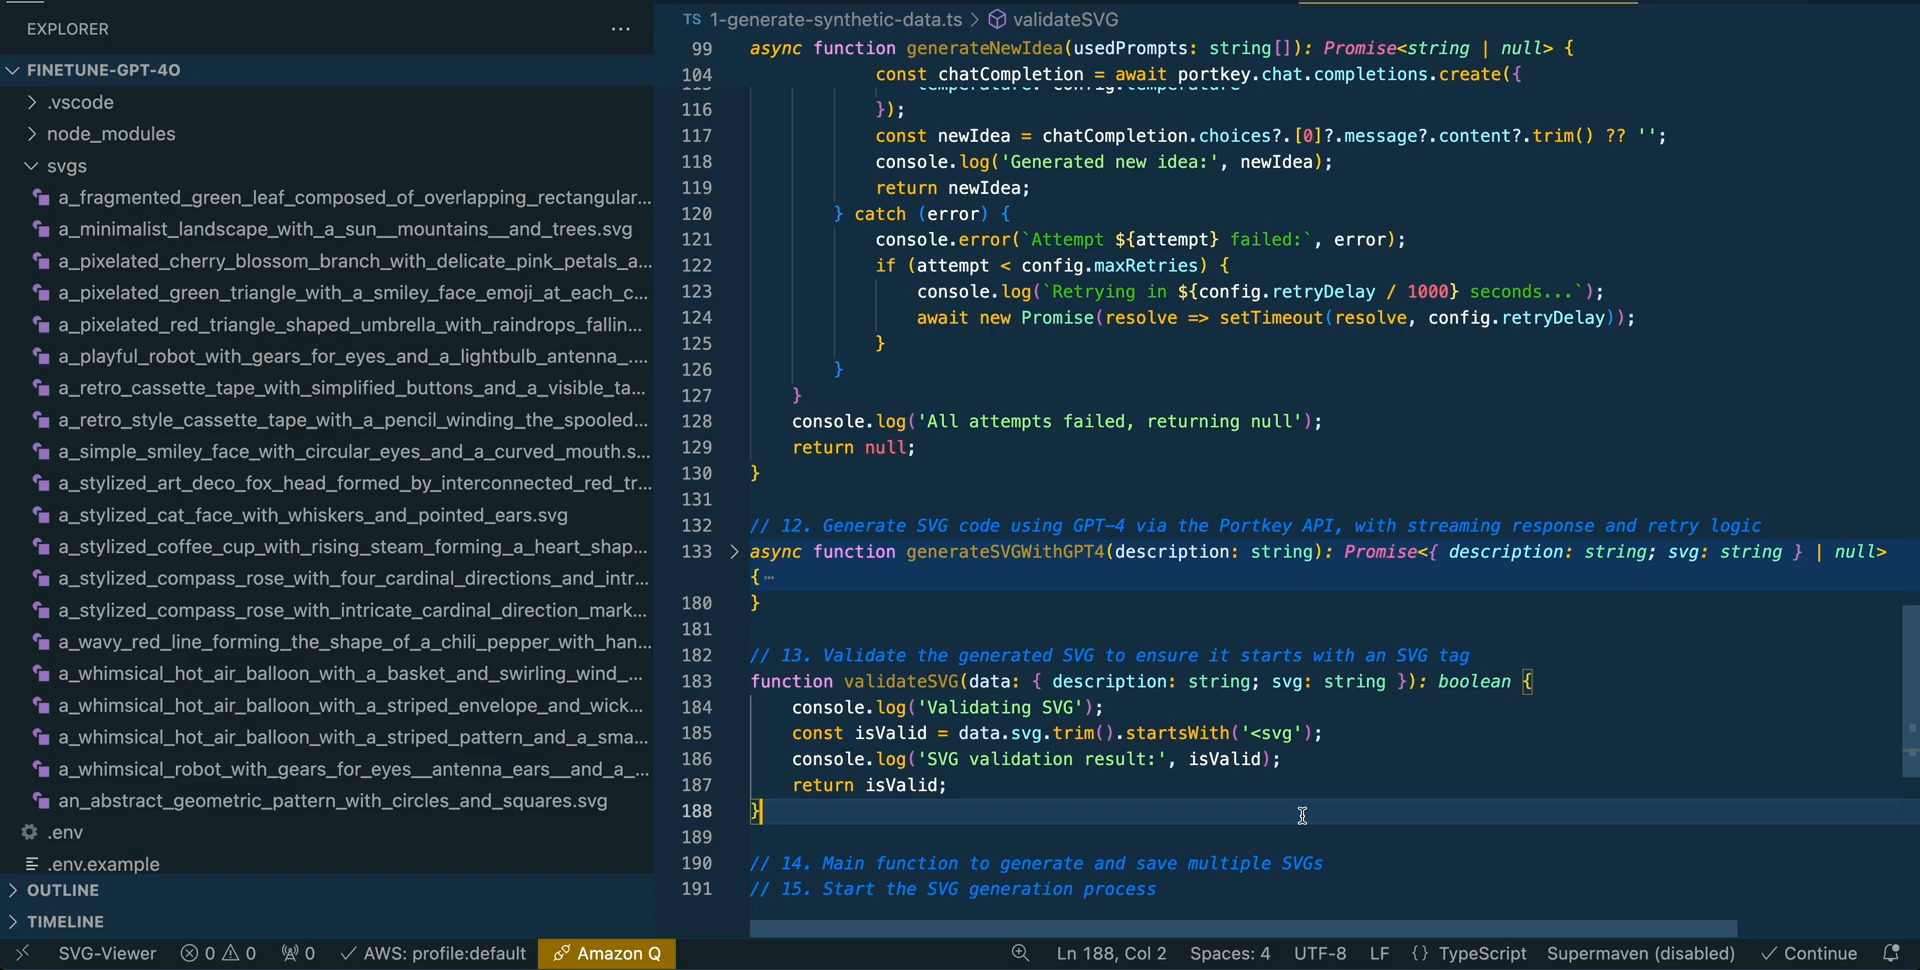 EXPLORER
FINETUNE-GPT-4O
.vscode
node_modules
svgs
a_fragmented_green_leaf_composed_of_overlapping_rectangular...
a_minimalist_landscape_with_a_sun__mountains__and_trees.svg
a_pixelated_cherry_blossom_branch_with_delicate_pink_petals_a...
a_pixelated_green_triangle_with_a_smiley_face_emoji_at_each_c...
a_pixelated_red_triangle_shaped_umbrella_with_raindrops_fallin...
a_playful_robot_with_gears_for_eyes_and_a_lightbulb_antenna_....
a_retro_cassette_tape_with_simplified_buttons_and_a_visible_ta...
a_retro_style_cassette_tape_with_a_pencil_winding_the_spooled...
a_simple_smiley_face_with_circular_eyes_and_a_curved_mouth.s...
a_stylized_art_deco_fox_head_formed_by_interconnected_red_tr...
a_stylized_cat_face_with_whiskers_and_pointed_ears.svg
a_stylized_coffee_cup_with_rising_steam_forming_a_heart_shap...
a_stylized_compass_rose_with_four_cardinal_directions_and_intr...
a_stylized_compass_rose_with_intricate_cardinal_direction_mark...
a_wavy_red_line_forming_the_shape_of_a_chili_pepper_with_han...
a_whimsical_hot_air_balloon_with_a_basket_and_swirling_wind_...
a_whimsical_hot_air_balloon_with_a_striped_envelope_and_wick...
a_whimsical_hot_air_balloon_with_a_striped_pattern_and_a_sma...
a_whimsical_robot_with_gears_for_eyes__antenna_ears__and_a_...
an_abstract_geometric_pattern_with_circles_and_squares.svg
.env
.env.example
OUTLINE
TIMELINE
TS 1-generate-synthetic-data.ts > validateSVG
99 async function generateNewIdea(usedPrompts: string[]): Promise<string | null> {
104 const chatCompletion = await portkey.chat.completions.create({
115 temperature: config.temperature
116 });
117 const newIdea = chatCompletion.choices?.[0]?.message?.content?.trim() ?? '';
118 console.log('Generated new idea:', newIdea);
119 return newIdea;
120 } catch (error) {
121 console.error(`Attempt ${attempt} failed:`, error);
122 if (attempt < config.maxRetries) {
123 console.log(`Retrying in ${config.retryDelay / 1000} seconds...`);
124 await new Promise(resolve => setTimeout(resolve, config.retryDelay));
125 }
126 }
127 }
128 console.log('All attempts failed, returning null');
129 return null;
130 }
131
132 // 12. Generate SVG code using GPT-4 via the Portkey API, with streaming response and retry logic
133 async function generateSVGWithGPT4(description: string): Promise<{ description: string; svg: string } | null>
{…
180 }
181
182 // 13. Validate the generated SVG to ensure it starts with an SVG tag
183 function validateSVG(data: { description: string; svg: string }): boolean {
184 console.log('Validating SVG');
185 const isValid = data.svg.trim().startsWith('<svg');
186 console.log('SVG validation result:', isValid);
187 return isValid;
188 }
189
190 // 14. Main function to generate and save multiple SVGs
191 // 15. Start the SVG generation process
SVG-Viewer 0 0 0 AWS: profile:default Amazon Q Ln 188, Col 2 Spaces: 4 UTF-8 LF {} TypeScript Supermaven (disabled) Continue